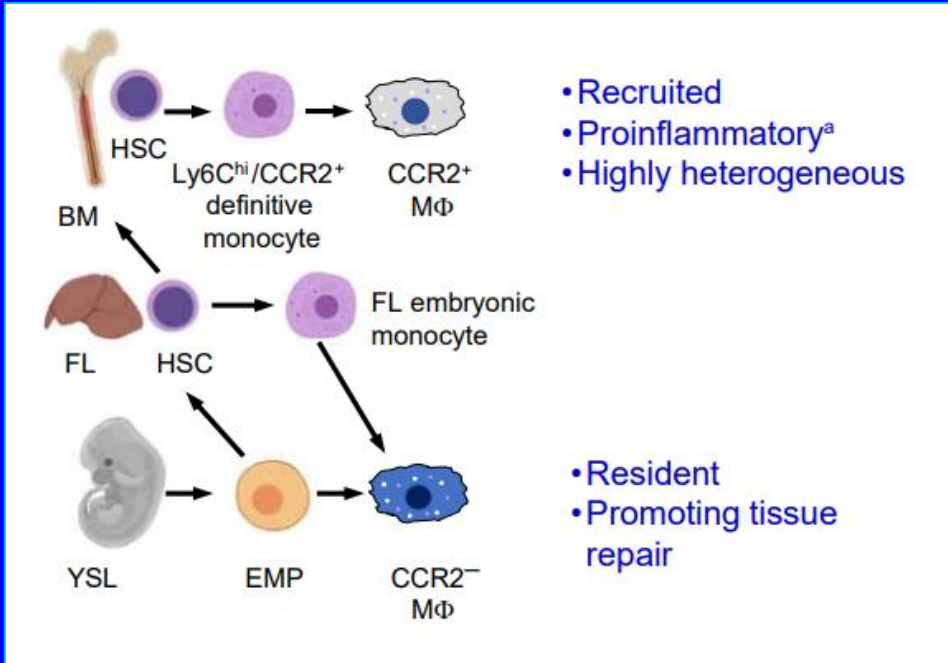 HSC
BM
Ly6Chi/CCR2+
definitive
monocyte
CCR2+
MΦ
•Recruited
•Proinflammatorya
•Highly heterogeneous
FL
HSC
FL embryonic
monocyte
YSL
EMP
CCR2–
MΦ
•Resident
•Promoting tissue
repair